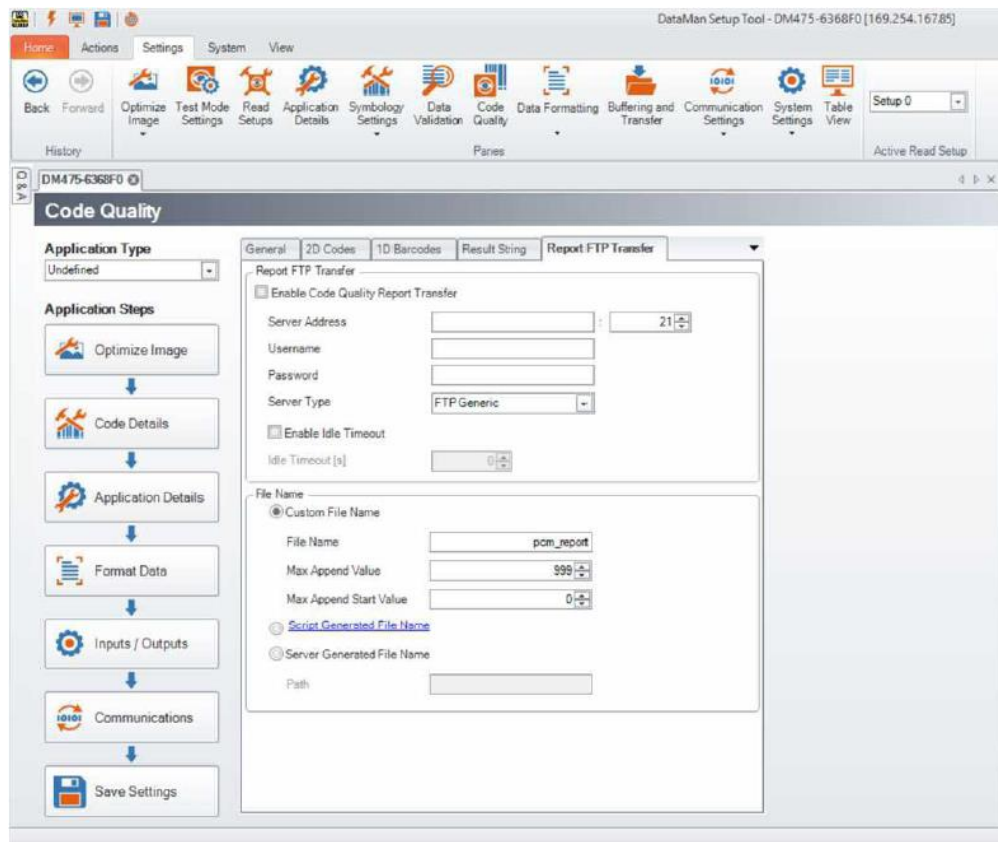 DataMan Setup Tool - DM475-6368F0 [169.254.167.85]
Home Actions Settings System View
Back Forward Optimize Image Test Mode Settings Read Setups Application Details Symbology Settings Data Validation Code Quality Data Formatting Buffering and Transfer Communication Settings System Settings Table View Setup 0
History Panes Active Read Setup
Q & A
DM475-6368F0
Code Quality
Application Type
Undefined
Application Steps
Optimize Image
Code Details
Application Details
Format Data
Inputs / Outputs
Communications
Save Settings
General 2D Codes 1D Barcodes Result String Report FTP Transfer
Report FTP Transfer
Enable Code Quality Report Transfer
Server Address : 21
Username
Password
Server Type FTP Generic
Enable Idle Timeout
Idle Timeout [s] 0
File Name
Custom File Name
File Name pcm_report
Max Append Value 999
Max Append Start Value 0
Script Generated File Name
Server Generated File Name
Path